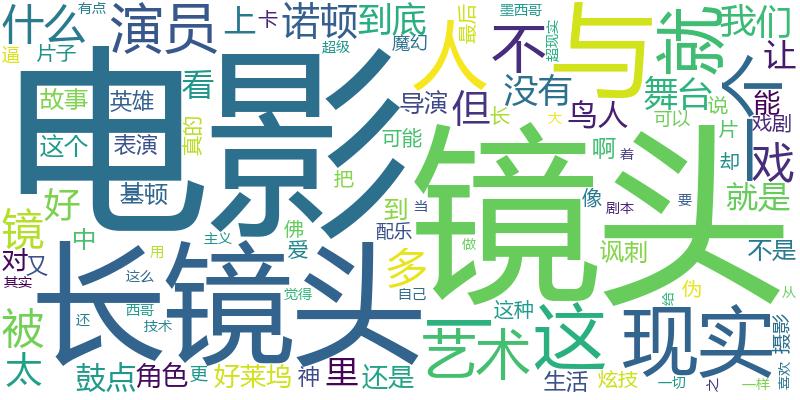 有点
什么
演员
上
卡
诺顿
到底
最后
墨西哥
超现实
与
我们
逼
片子
超级
魔幻
人
不
就
个
让
看
没有
舞台
能
故事
英雄
导演
但
鸟人
长
说
电影
这个
表演
真的
可能
啊
可以
片
戏剧
大
镜头
却
戏
好
基顿
把
像
着
就是
剧本
要
镜
中
佛
到
当
长镜头
主义
爱
配乐
做
讽刺
不是
对
又
用
多
其实
这么
觉得
自己
给
伪
从
被
西哥
还
技术
这种
艺术
这
现实
摄影
太
鼓点
角色
更
好莱坞
神
里
还是
生活
炫技
一切
之
一样
喜欢